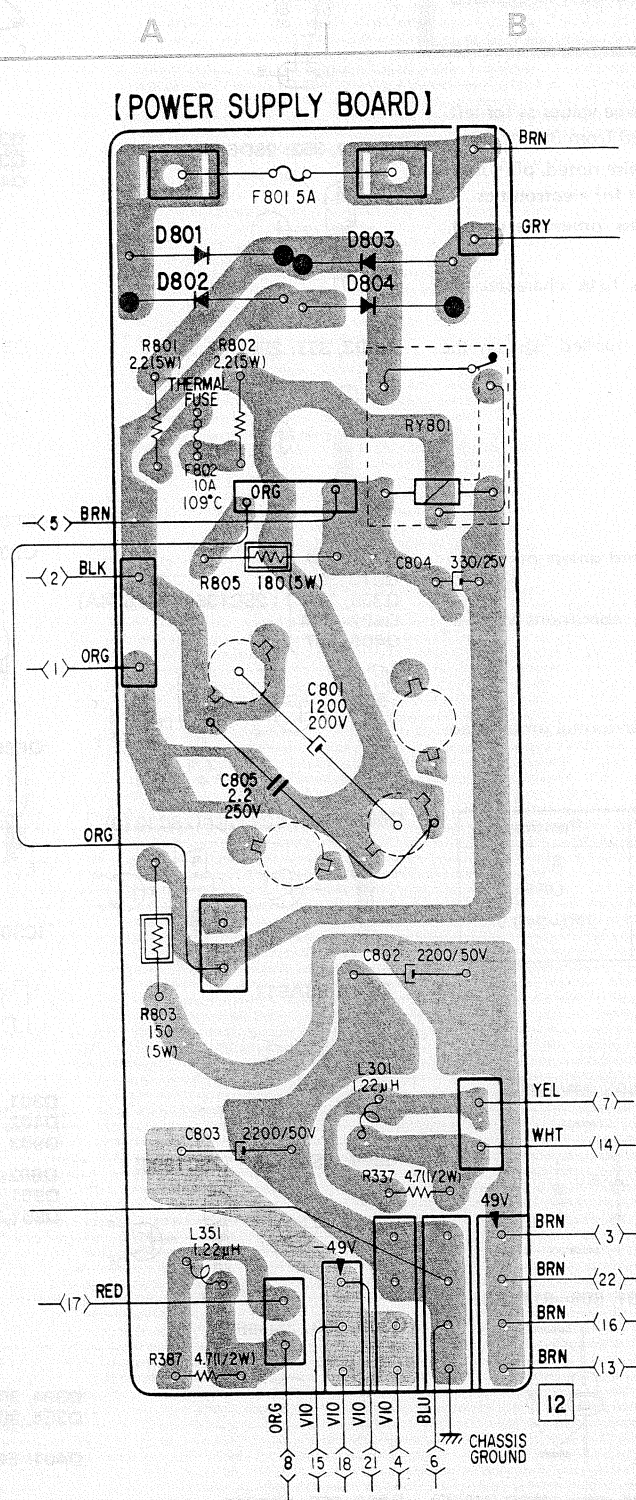 A
B
[POWER SUPPLY BOARD]
BRN
F801 5A
GRY
D801
D803
D802
D804
R801
2.2(5W)
R802
2.2(5W)
THERMAL
FUSE
RY801
F802
10A
109°C
ORG
5
BRN
2
BLK
R805
180(5W)
C804
330/25V
1
ORG
C801
1200
200V
C805
2.2
250V
ORG
C802
2200/50V
R803
150
(5W)
L301
1.22μH
YEL
7
C803
2200/50V
WHT
14
R337
4.7(1/2W)
49V
L351
1.22μH
-49V
BRN
3
BRN
22
17
RED
BRN
16
R387
4.7(1/2W)
BRN
13
ORG
VIO
VIO
VIO
VIO
BLU
12
CHASSIS
GROUND
8
15
18
21
4
6